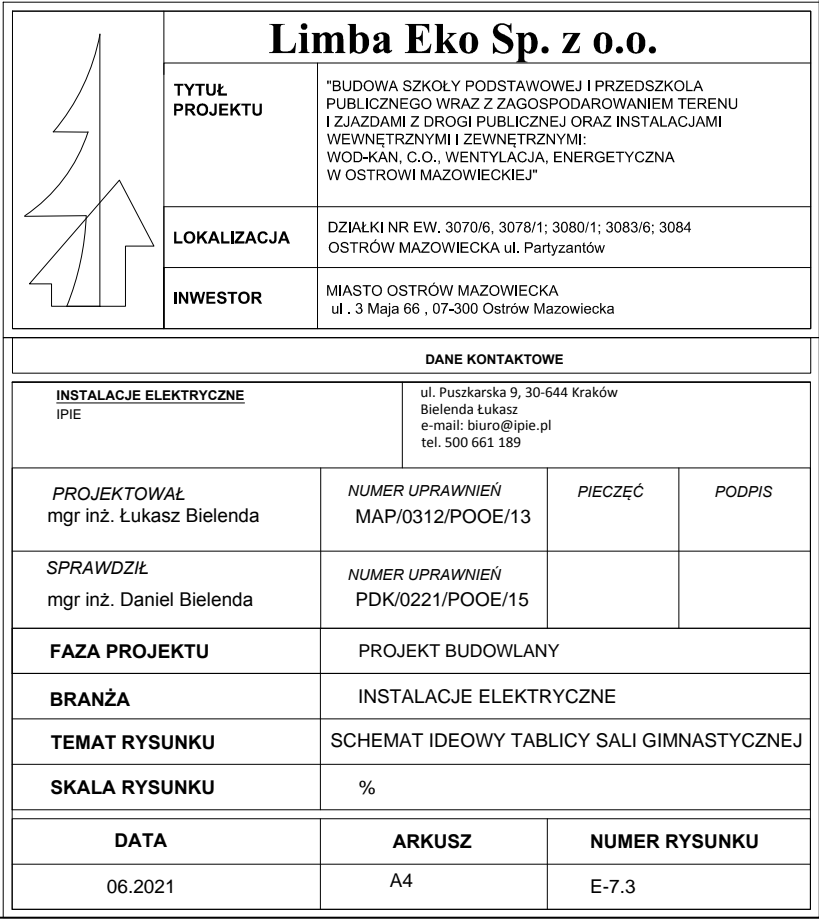 Limba Eko Sp. z o.o.
TYTUŁ
PROJEKTU
"BUDOWA SZKOŁY PODSTAWOWEJ I PRZEDSZKOLA
PUBLICZNEGO WRAZ Z ZAGOSPODAROWANIEM TERENU
I ZJAZDAMI Z DROGI PUBLICZNEJ ORAZ INSTALACJAMI
WEWNĘTRZNYMI I ZEWNĘTRZNYMI:
WOD-KAN, C.O., WENTYLACJA, ENERGETYCZNA
W OSTROWI MAZOWIECKIEJ"
LOKALIZACJA
DZIAŁKI NR EW. 3070/6, 3078/1; 3080/1; 3083/6; 3084
OSTRÓW MAZOWIECKA ul. Partyzantów
INWESTOR
MIASTO OSTRÓW MAZOWIECKA
ul . 3 Maja 66 , 07-300 Ostrów Mazowiecka
DANE KONTAKTOWE
INSTALACJE ELEKTRYCZNE
IPIE
ul. Puszkarska 9, 30-644 Kraków
Bielenda Łukasz
e-mail: biuro@ipie.pl
tel. 500 661 189
PROJEKTOWAŁ
mgr inż. Łukasz Bielenda
NUMER UPRAWNIEŃ
MAP/0312/POOE/13
PIECZĘĆ
PODPIS
SPRAWDZIŁ
mgr inż. Daniel Bielenda
NUMER UPRAWNIEŃ
PDK/0221/POOE/15
FAZA PROJEKTU
PROJEKT BUDOWLANY
BRANŻA
INSTALACJE ELEKTRYCZNE
TEMAT RYSUNKU
SCHEMAT IDEOWY TABLICY SALI GIMNASTYCZNEJ
SKALA RYSUNKU
%
DATA
ARKUSZ
NUMER RYSUNKU
06.2021
A4
E-7.3